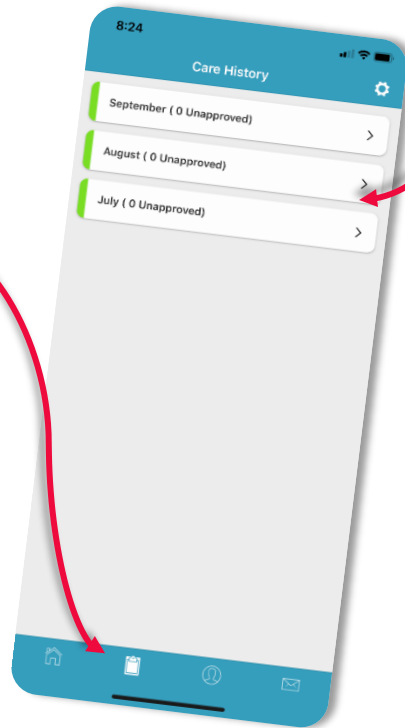 8:24
Care History
September ( 0 Unapproved)
August ( 0 Unapproved)
July ( 0 Unapproved)